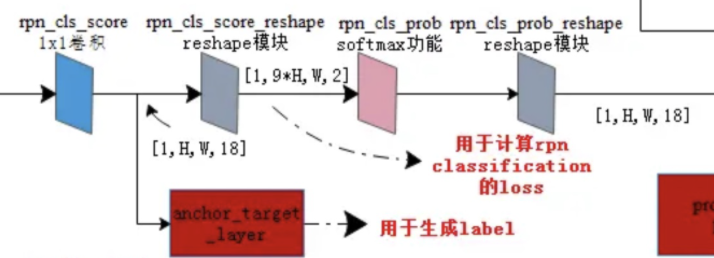 rpn_cls_score
1x1卷积
rpn_cls_score_reshape
reshape模块
rpn_cls_prob
softmax功能
rpn_cls_prob_reshape
reshape模块
[1,9*H,W,2]
[1,H,W,18]
[1,H,W,18]
用于计算rpn
classification
的loss
anchor_target
_layer
用于生成label
pro